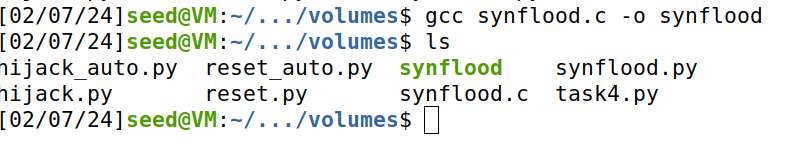 [02/07/24]seed@VM:~/.../volumes$ gcc synflood.c -o synflood
[02/07/24]seed@VM:~/.../volumes$ ls
hijack_auto.py  reset_auto.py  synflood    synflood.py
hijack.py       reset.py       synflood.c  task4.py
[02/07/24]seed@VM:~/.../volumes$